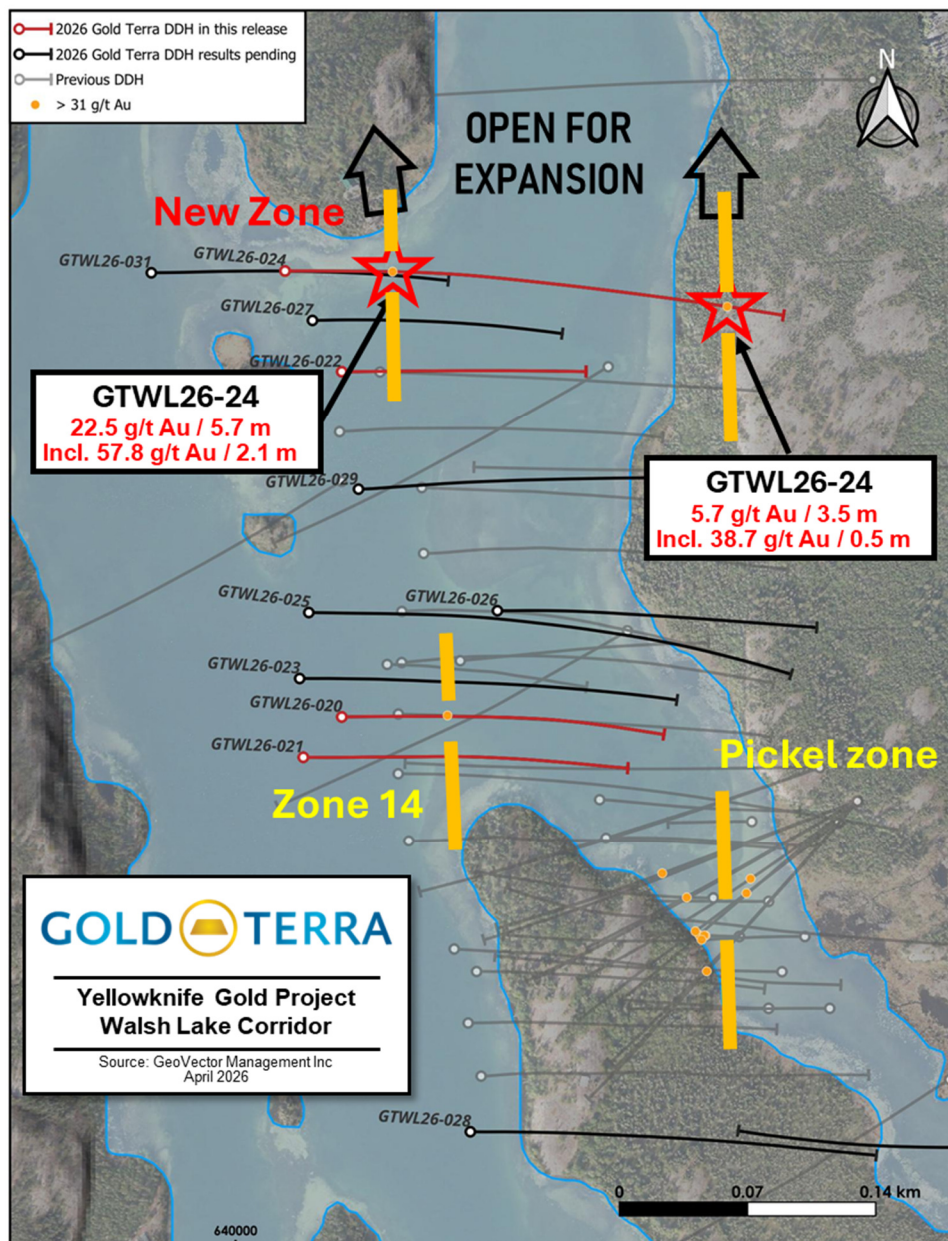 2026 Gold Terra DDH in this release
2026 Gold Terra DDH results pending
Previous DDH
> 31 g/t Au
N
OPEN FOR
EXPANSION
New Zone
GTWL26-031
GTWL26-024
GTWL26-027
GTWL26-022
GTWL26-24
22.5 g/t Au / 5.7 m
Incl. 57.8 g/t Au / 2.1 m
GTWL26-24
5.7 g/t Au / 3.5 m
Incl. 38.7 g/t Au / 0.5 m
GTWL26-029
GTWL26-025
GTWL26-026
GTWL26-023
GTWL26-020
GTWL26-021
Pickel zone
Zone 14
GOLD TERRA
Yellowknife Gold Project
Walsh Lake Corridor
Source: GeoVector Management Inc
April 2026
GTWL26-028
0 0.07 0.14 km
640000